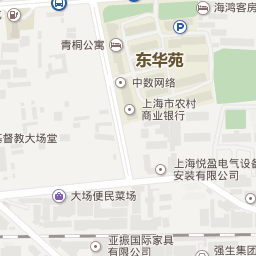 海鸿客房
青桐公寓
东华苑
中数网络
上海市农村
商业银行
基督教大场堂
上海悦盈电气设备
安装有限公司
大场便民菜场
亚振国际家具
有限公司
强生集团